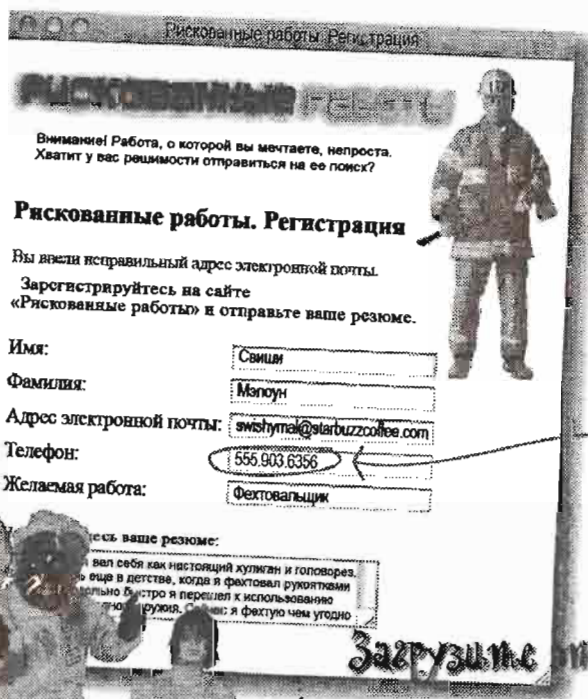 Рискованные работы. Регистрация
РИСКОВАННЫЕ РАБОТЫ
Внимание! Работа, о которой вы мечтаете, непроста.
Хватит у вас решимости отправиться на ее поиск?
Рискованные работы. Регистрация
Вы ввели неправильный адрес электронной почты.
Зарегистрируйтесь на сайте
«Рискованные работы» и отправьте ваше резюме.
Имя: Свиши
Фамилия: Мэлоун
Адрес электронной почты: swishymal@starbuzzcoffee.com
Телефон: 555.903.6356
Желаемая работа: Фехтовальщик
ваше резюме:
вел себя как настоящий хулиган и головорез.
еще в детстве, когда я фехтовал рукоятками
быстро я перешел к использованию
я фехтую чем угодно
Загрузите